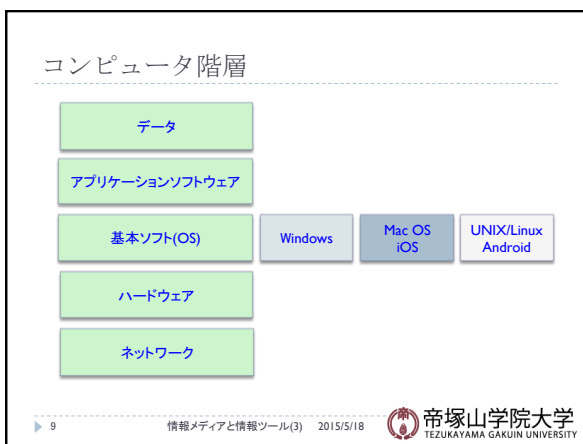 コンピュータ階層
データ
アプリケーションソフトウェア
基本ソフト(OS)
Windows
Mac OS
iOS
UNIX/Linux
Android
ハードウェア
ネットワーク
9
情報メディアと情報ツール(3)
2015/5/18
帝塚山学院大学
TEZUKAYAMA GAKUIN UNIVERSITY